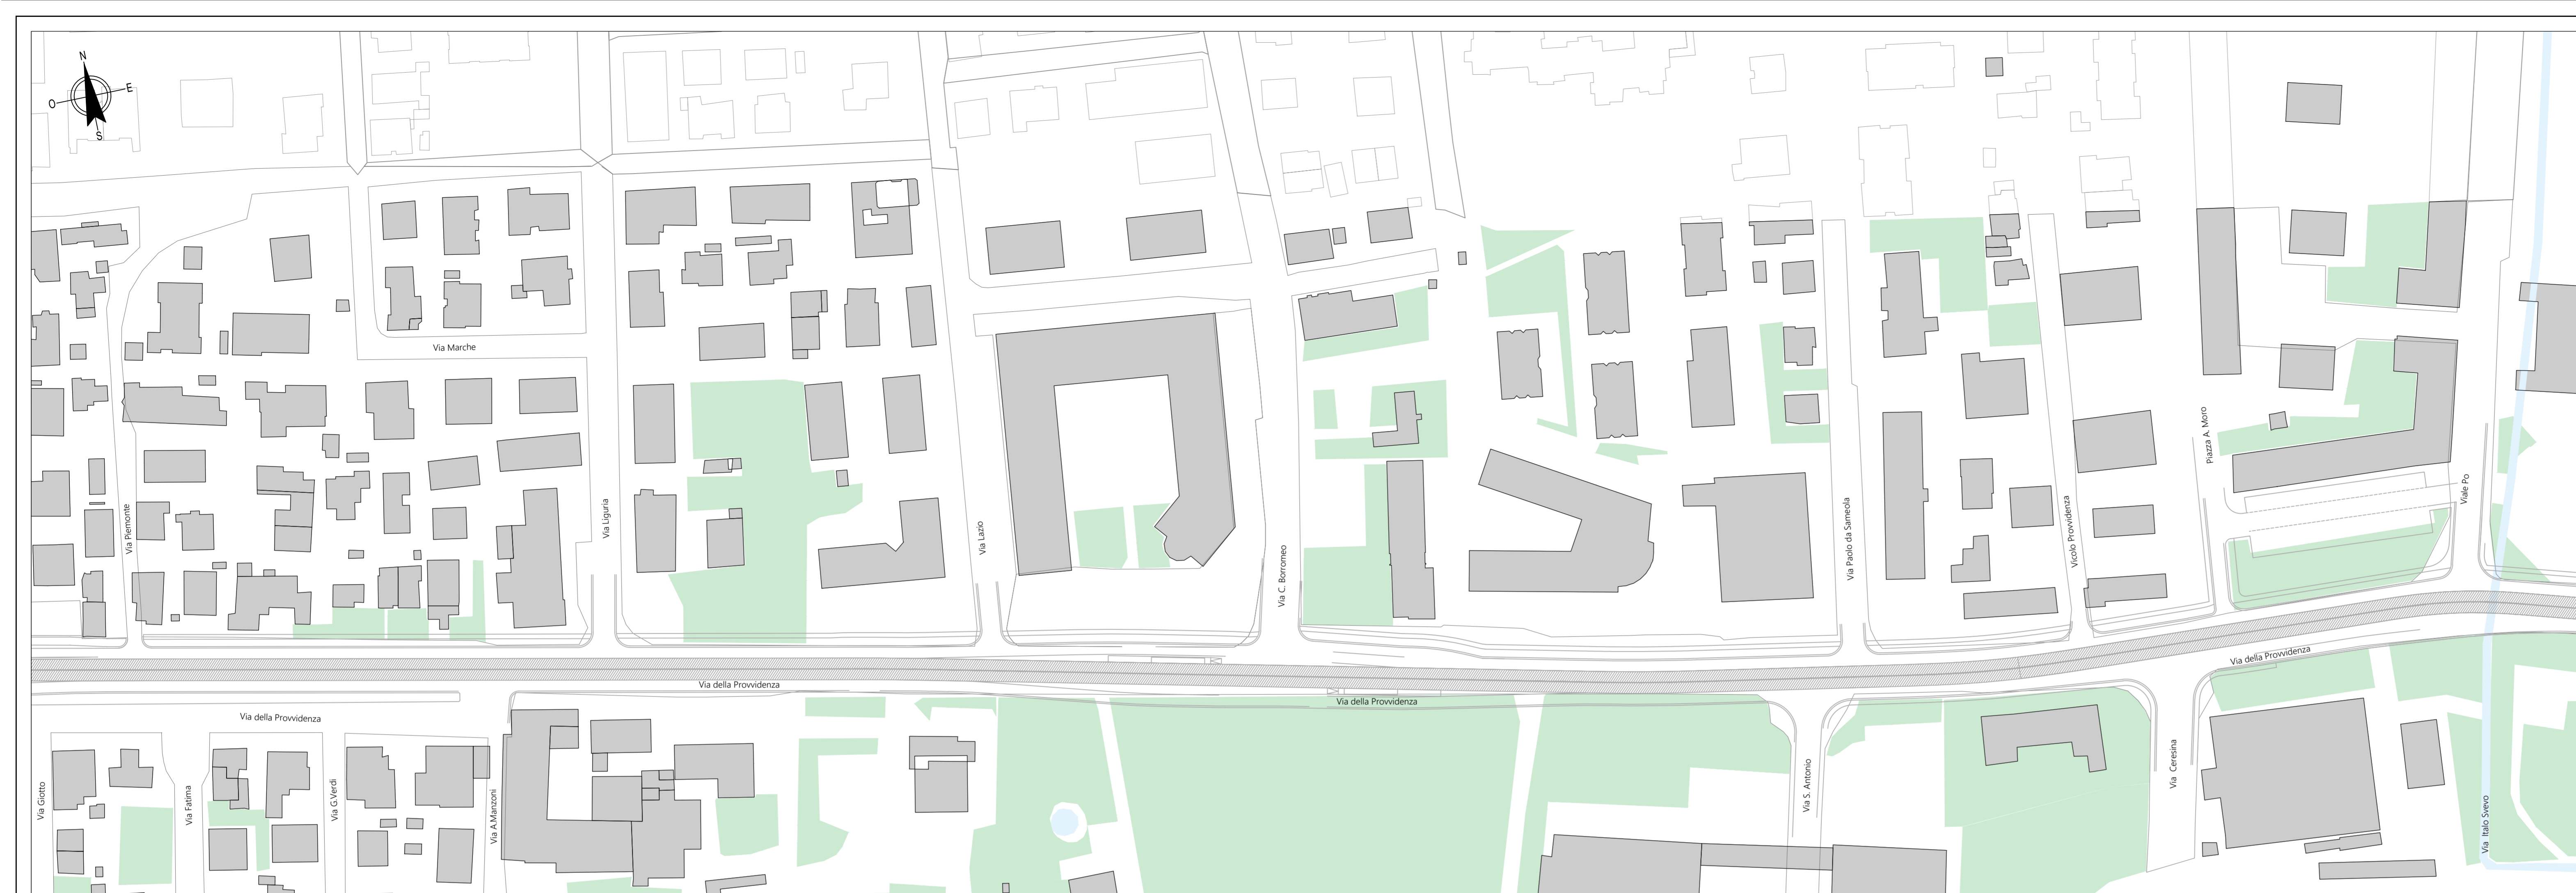 N
O
E
S
Via Marche
Piazza A. Moro
Via Piemonte
Via Liguria
Via Lazio
Via C. Borromeo
Via Paolo da Sameola
Vicolo Provvidenza
Viale Po
Via della Provvidenza
Via della Provvidenza
Via della Provvidenza
Via della Provvidenza
Via Giotto
Via Fatima
Via G.Verdi
Via A.Manzoni
Via S. Antonio
Via Ceresina
Via Italo Svevo